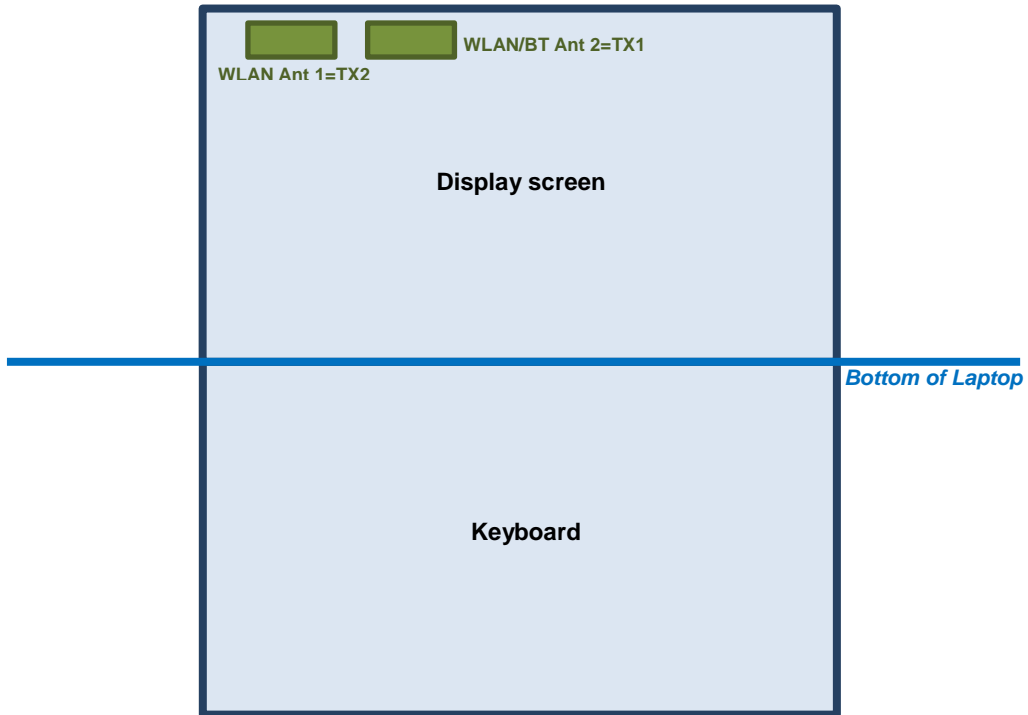 WLAN/BT Ant 2=TX1
WLAN Ant 1=TX2
Display screen
Bottom of Laptop
Keyboard